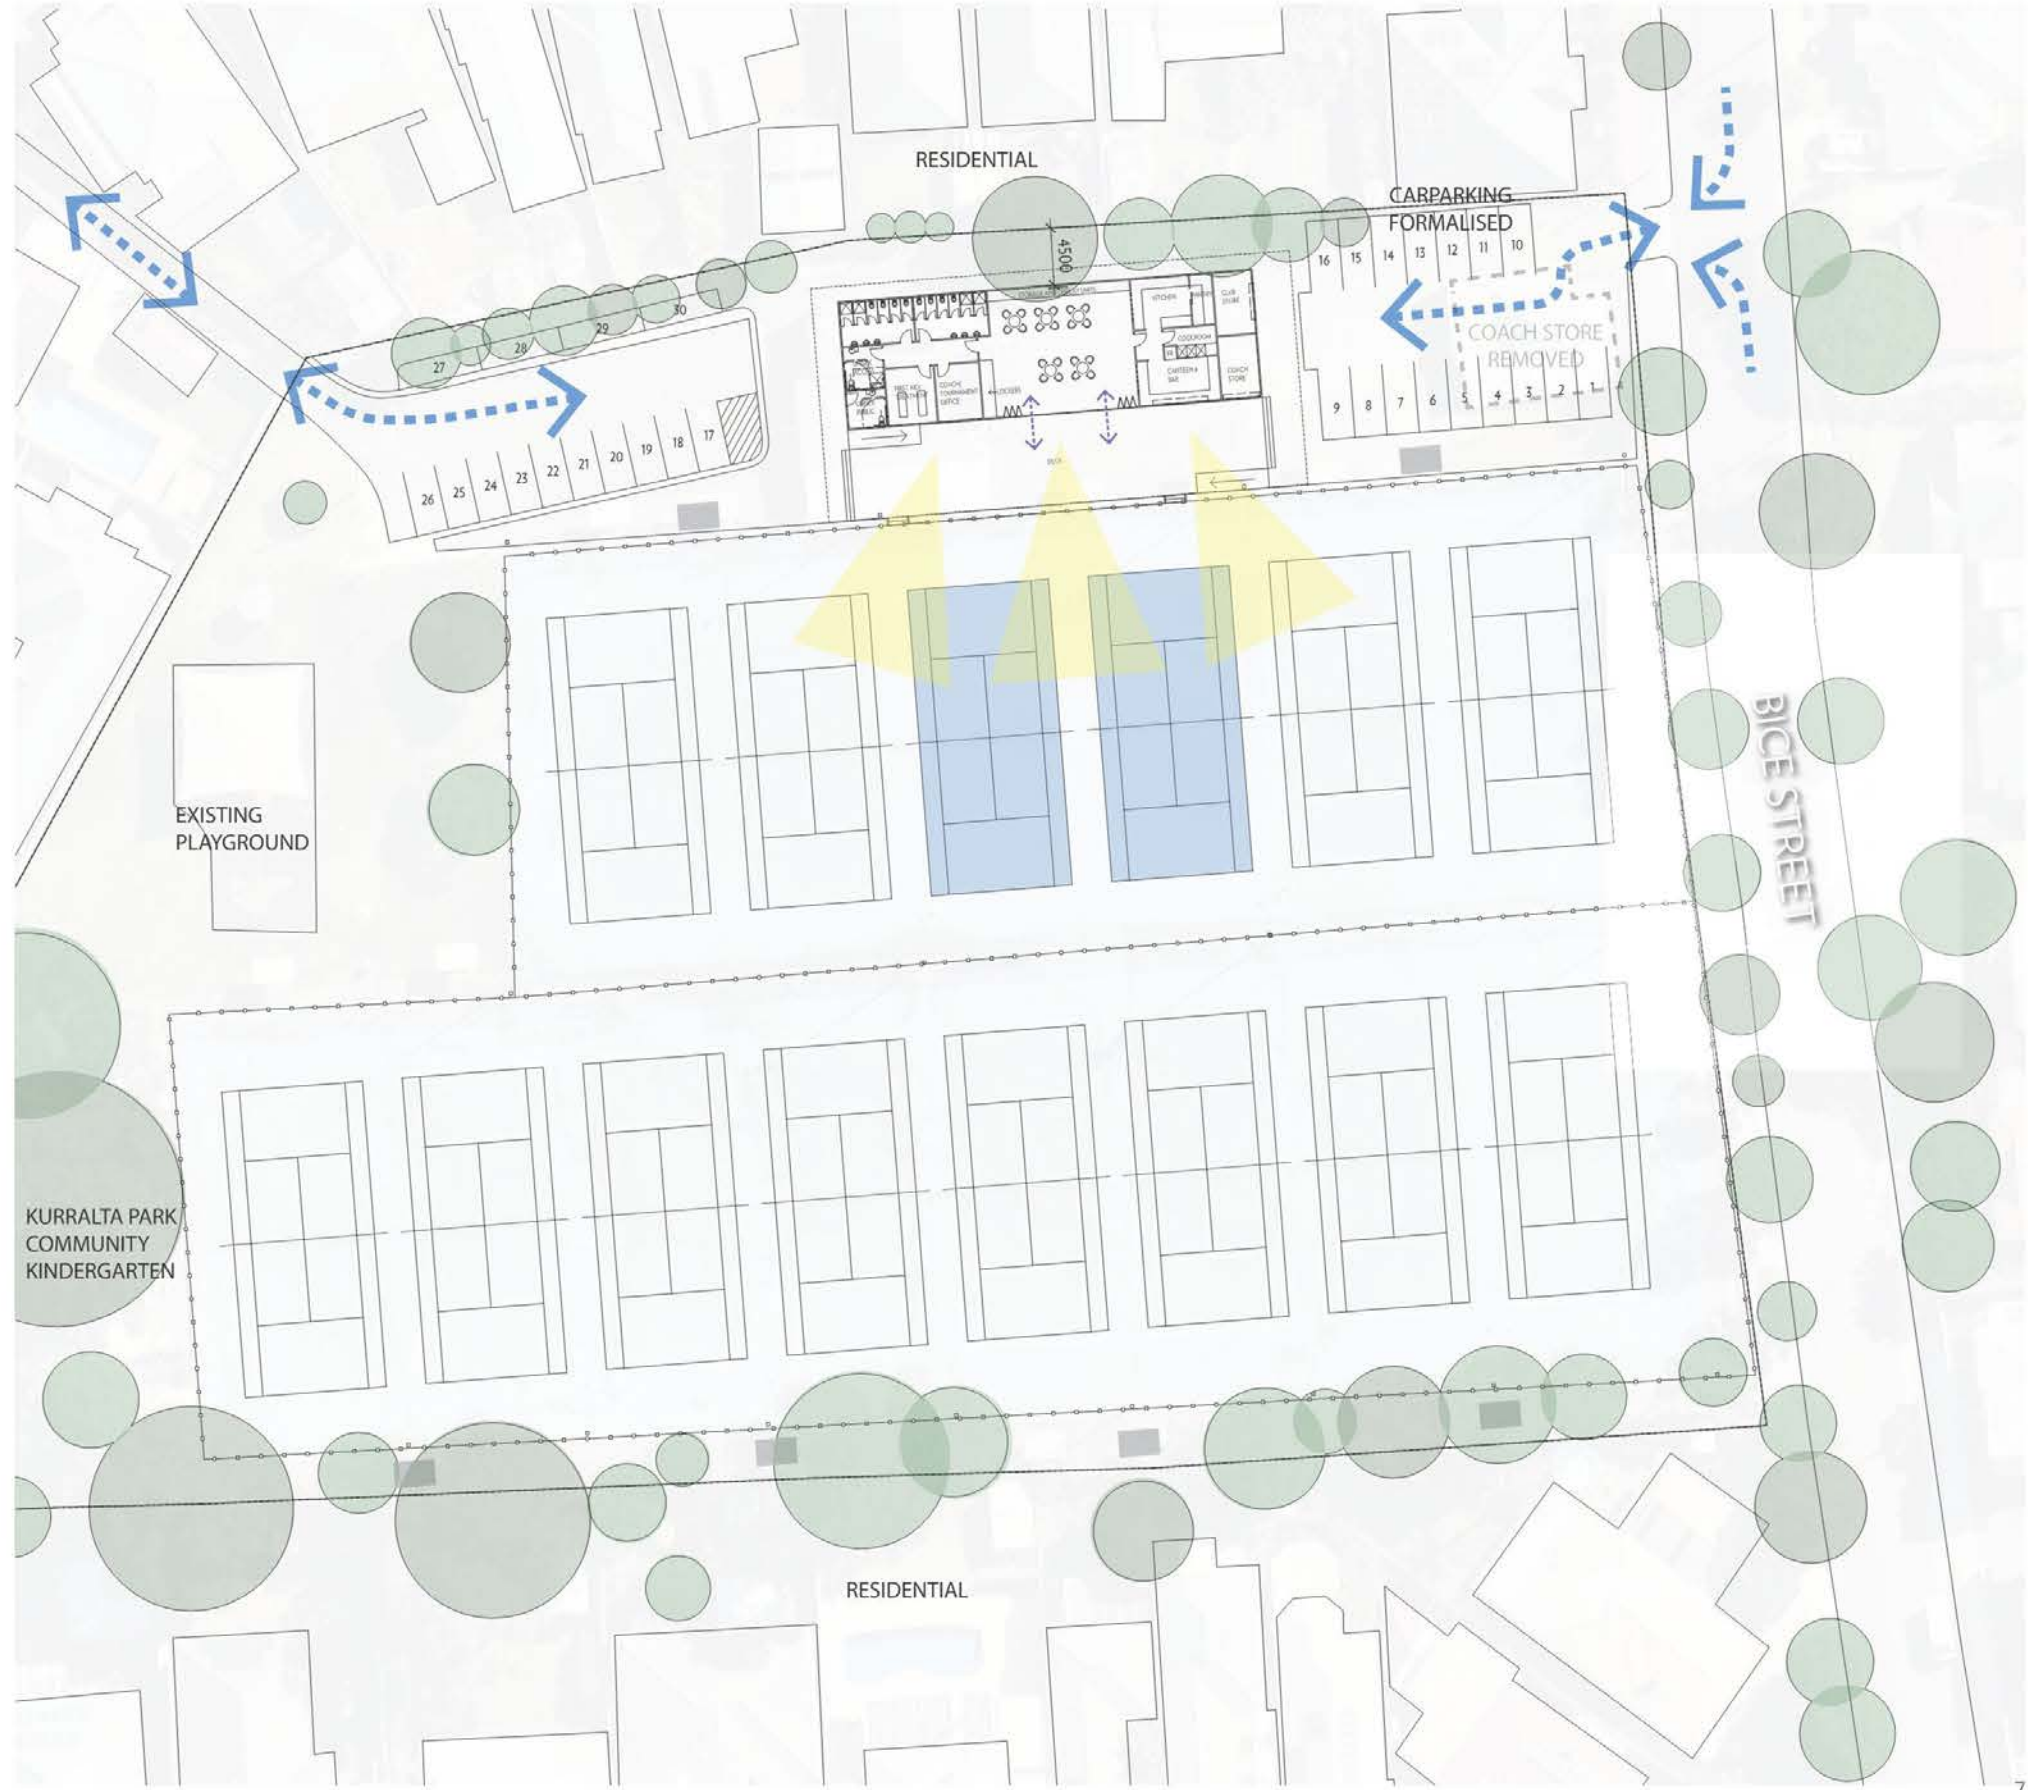 RESIDENTIAL
CARPARKING
FORMALISED
4500
16
15
14
13
12
11
10
COACH STORE
REMOVED
9
8
7
6
5
4
3
2
1
30
29
28
27
26
25
24
23
22
21
20
19
18
17
KITCHEN
CLUB
STORE
COOLROOM
CANTEEN &
BAR
COACH
STORE
COACH/
TOURNAMENT
OFFICE
LOCKERS
DECK
EXISTING
PLAYGROUND
BICE STREET
KURRALTA PARK
COMMUNITY
KINDERGARTEN
RESIDENTIAL